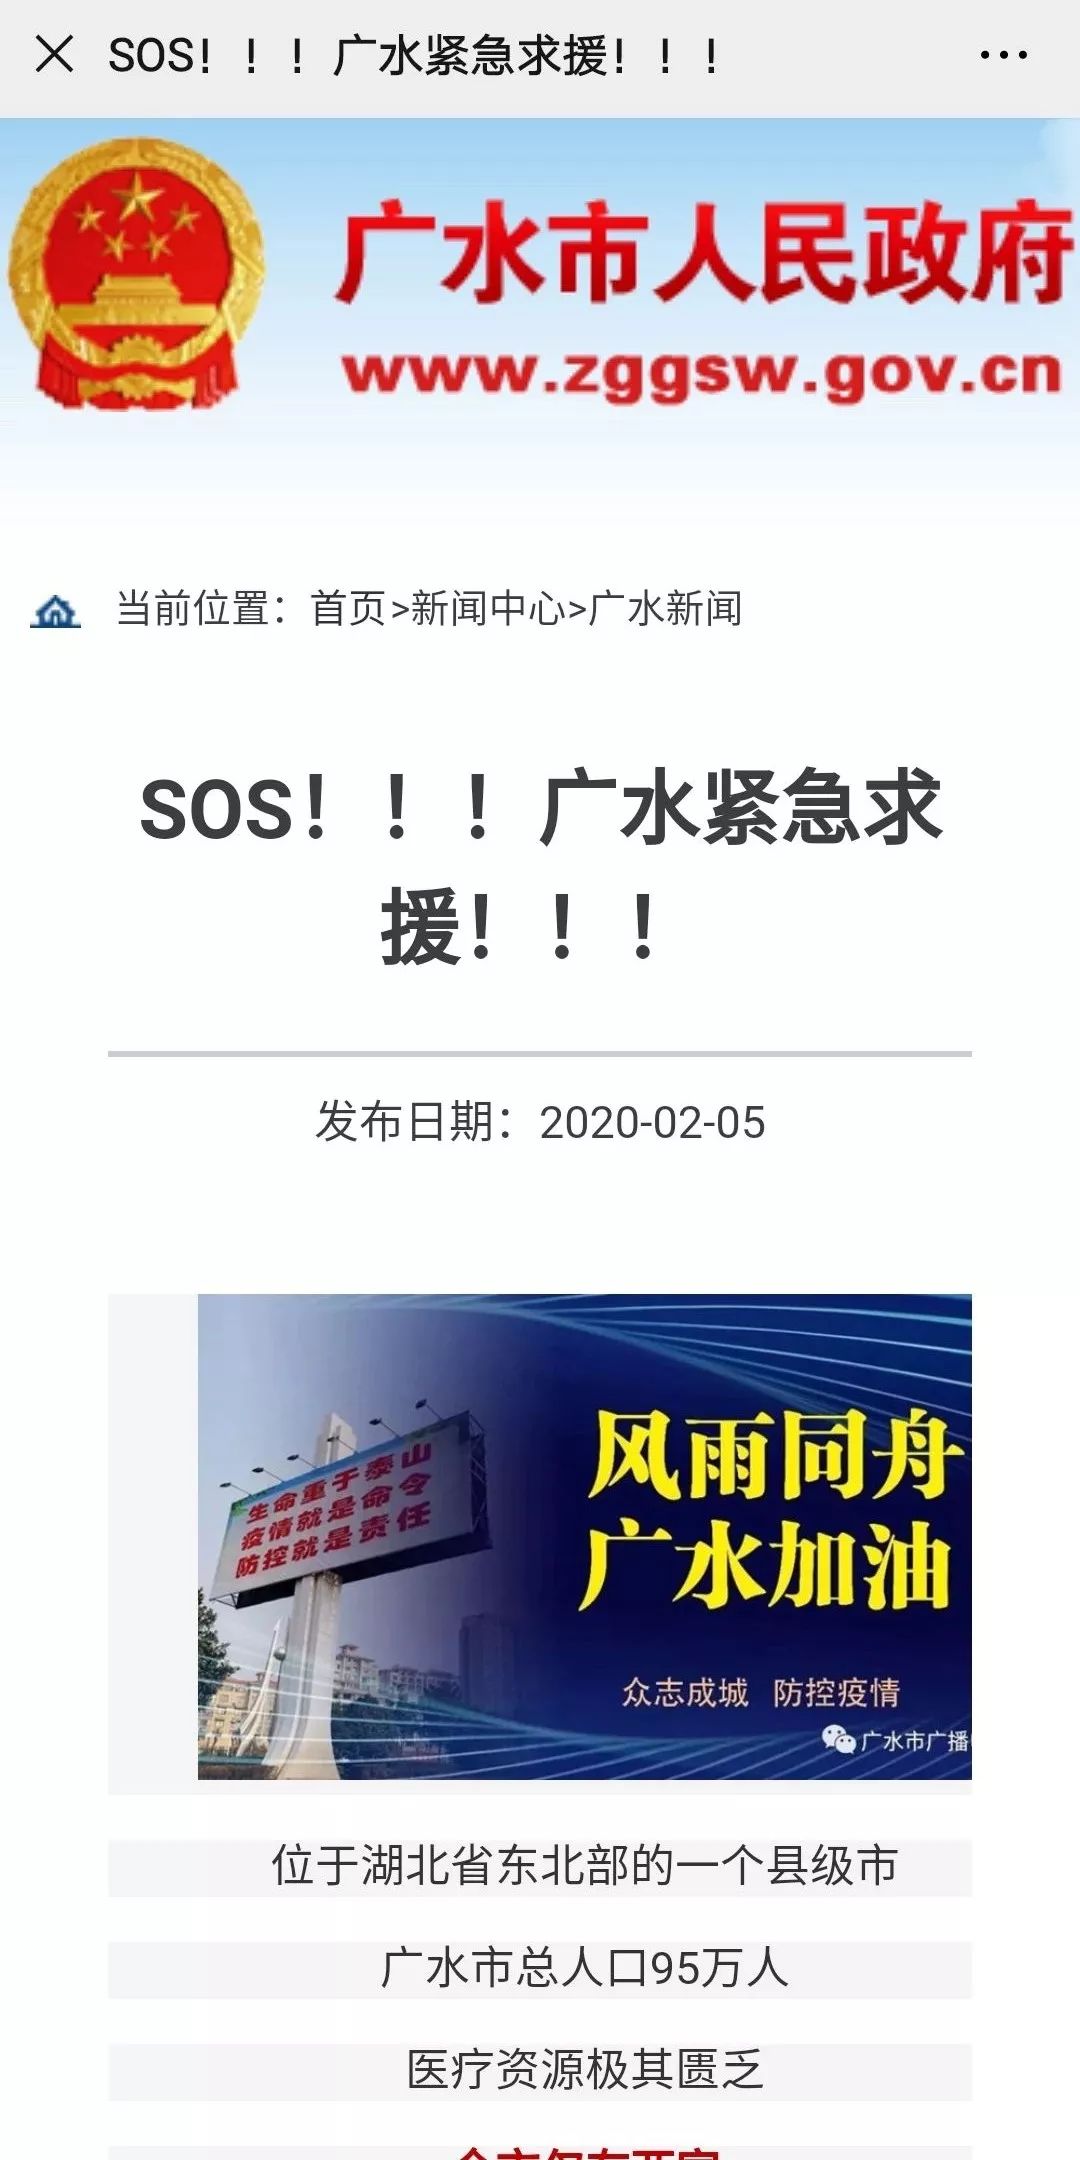 SOS！！！广水紧急求援！！！
广水市人民政府
www.zggsw.gov.cn
当前位置：首页>新闻中心>广水新闻
SOS！！！广水紧急求
援！！！
发布日期：2020-02-05
生命重于泰山
疫情就是命令
防控就是责任
风雨同舟
广水加油
众志成城 防控疫情
广水市广播
位于湖北省东北部的一个县级市
广水市总人口95万人
医疗资源极其匮乏